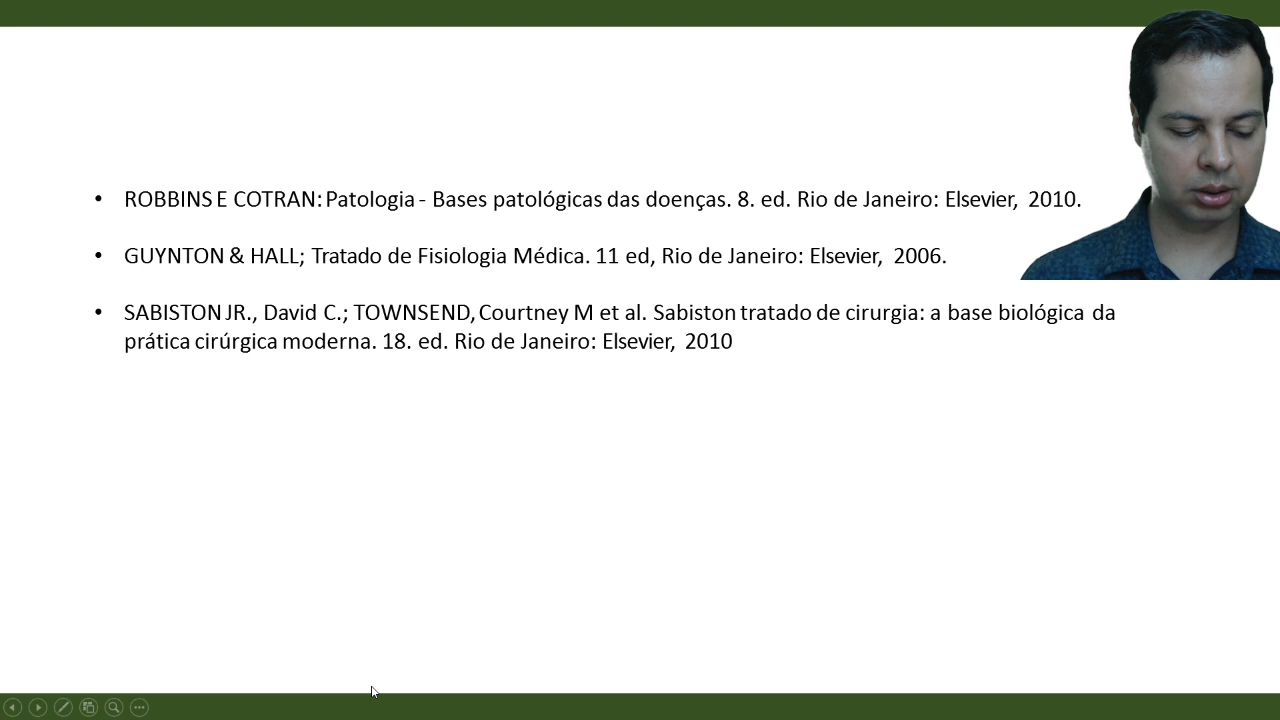 • ROBBINS E COTRAN: Patologia - Bases patológicas das doenças. 8. ed. Rio de Janeiro: Elsevier, 2010.
• GUYNTON & HALL; Tratado de Fisiologia Médica. 11 ed, Rio de Janeiro: Elsevier, 2006.
• SABISTON JR., David C.; TOWNSEND, Courtney M et al. Sabiston tratado de cirurgia: a base biológica da
prática cirúrgica moderna. 18. ed. Rio de Janeiro: Elsevier, 2010